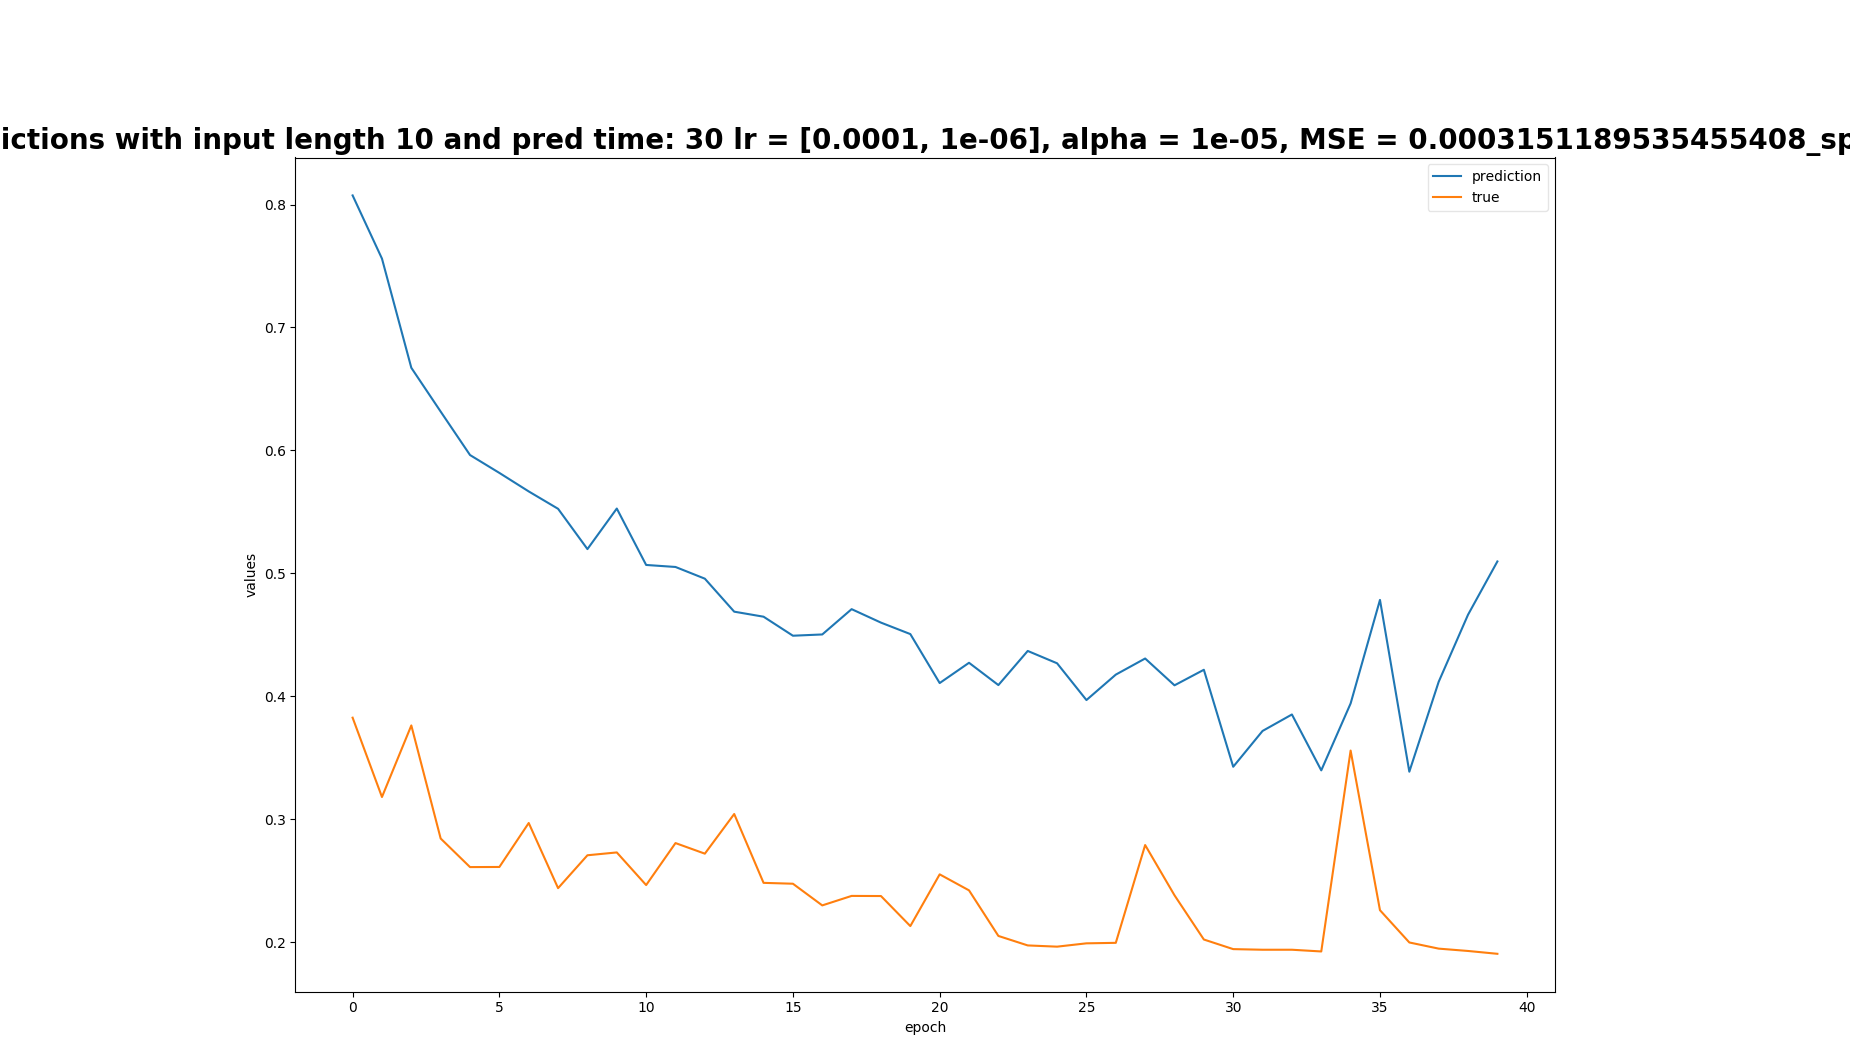 ictions with input length 10 and pred time: 30 lr = [0.0001, 1e-06], alpha = 1e-05, MSE = 0.0003151189535455408_sp
prediction
true
0.8
0.7
0.6
0.5
0.4
0.3
0.2
values
0 5 10 15 20 25 30 35 40
epoch